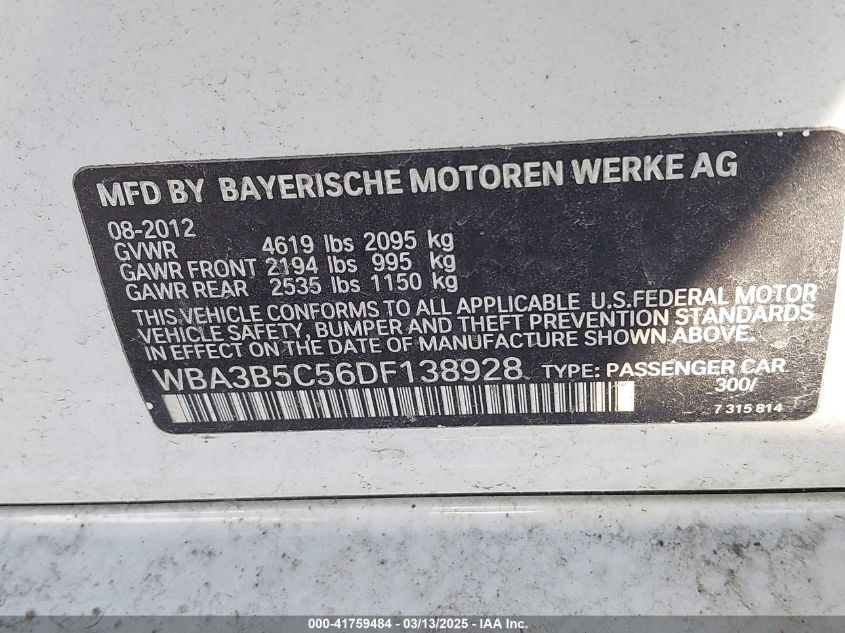 MFD BY BAYERISCHE MOTOREN WERKE AG
08-2012
GVWR 4619 lbs 2095 kg
GAWR FRONT 2194 lbs 995 kg
GAWR REAR 2535 lbs 1150 kg
THIS VEHICLE CONFORMS TO ALL APPLICABLE U.S.FEDERAL MOTOR
VEHICLE SAFETY, BUMPER AND THEFT PREVENTION STANDARDS
IN EFFECT ON THE DATE OF MANUFACTURE SHOWN ABOVE.
WBA3B5C56DF138928 TYPE: PASSENGER CAR
300/
7 315 814
000-41759484 - 03/13/2025 - IAA Inc.